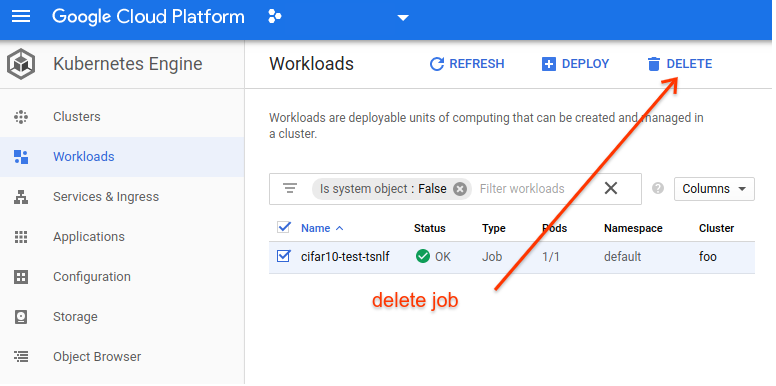 Google Cloud Platform
Kubernetes Engine
Workloads
REFRESH
DEPLOY
DELETE
Clusters
Workloads
Services & Ingress
Applications
Configuration
Storage
Object Browser
Workloads are deployable units of computing that can be created and managed in
a cluster.
Is system object : False
Filter workloads
Columns
Name Status Type Pods Namespace Cluster
cifar10-test-tsnlf OK Job 1/1 default foo
delete job